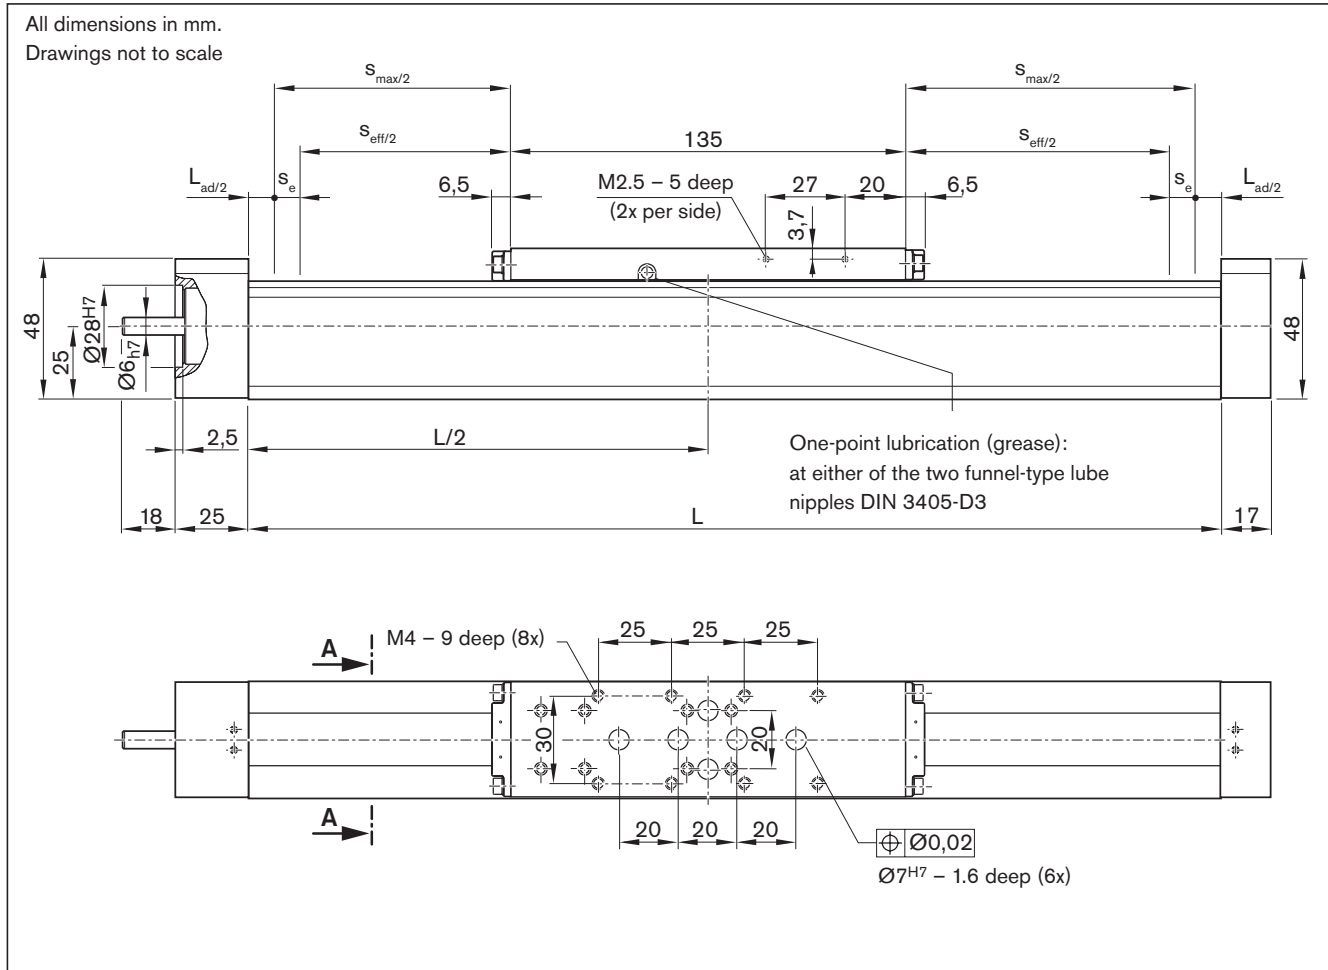 All dimensions in mm.
Drawings not to scale
smax/2
smax/2
seff/2
135
seff/2
Lad/2
se
6,5
M2.5 – 5 deep
(2x per side)
27
20
6,5
se
Lad/2
3,7
48
25
Ø28H7
Ø6h7
48
2,5
L/2
One-point lubrication (grease):
at either of the two funnel-type lube
nipples DIN 3405-D3
18
25
L
17
A
M4 – 9 deep (8x)
25
25
25
30
20
A
20
20
20
Ø0,02
Ø7H7 – 1.6 deep (6x)